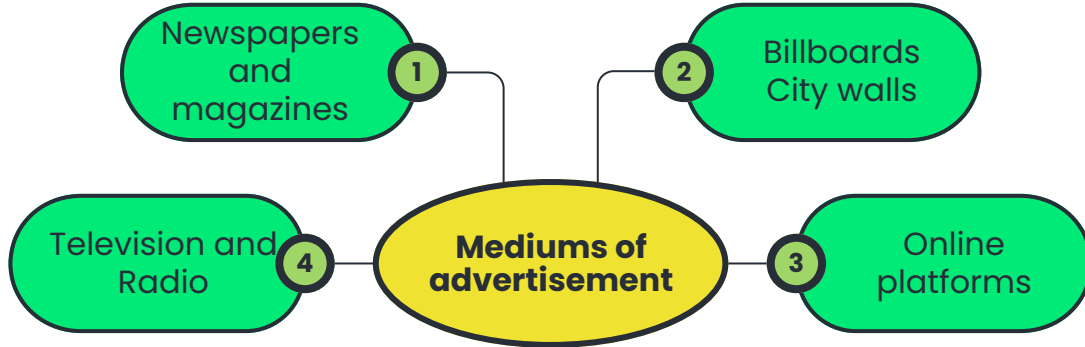 Newspapers
and
magazines
1
2
Billboards
City walls
Television and
Radio
4
Mediums of
advertisement
3
Online
platforms